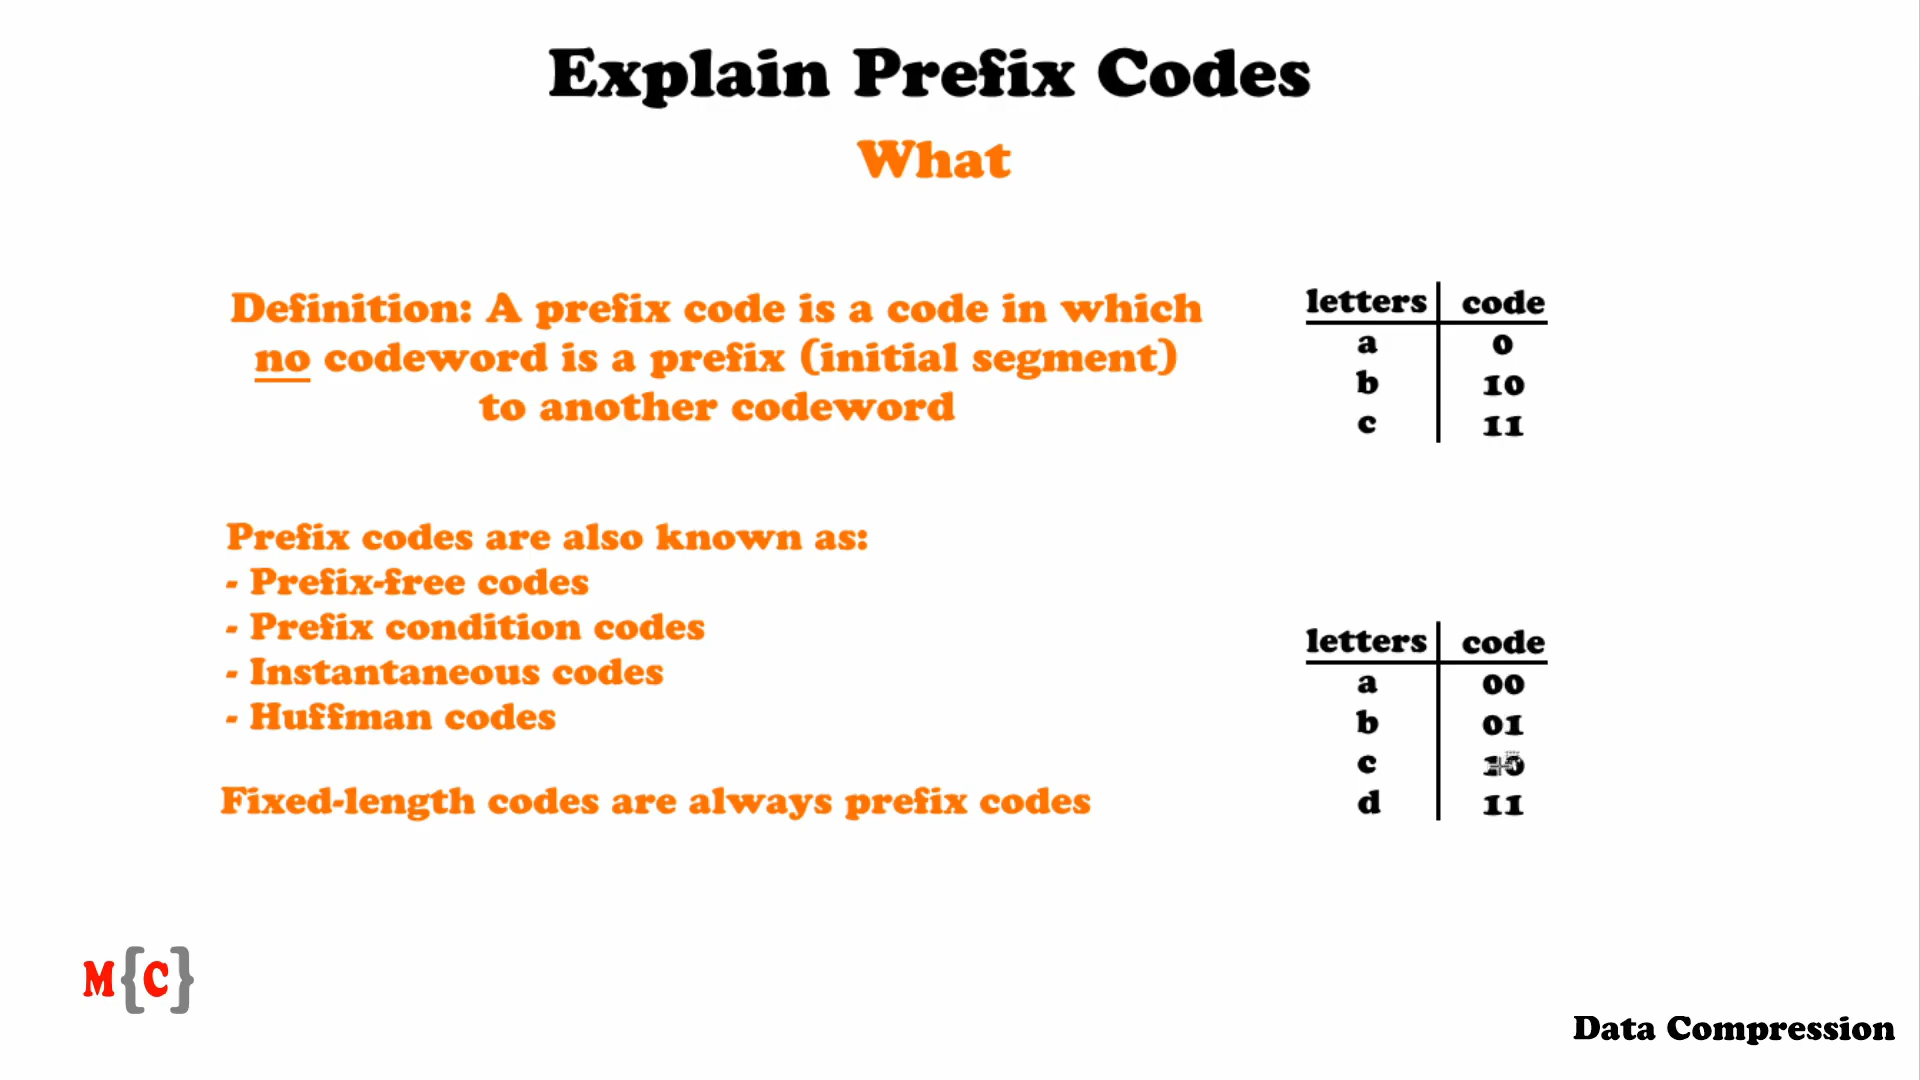 Explain Prefix Codes
What
Definition: A prefix code is a code in which
no codeword is a prefix (initial segment)
to another codeword
letters code
a 0
b 10
c 11
Prefix codes are also known as:
- Prefix-free codes
- Prefix condition codes
- Instantaneous codes
- Huffman codes
Fixed-length codes are always prefix codes
letters code
a 00
b 01
c 10
d 11
M{C}
Data Compression